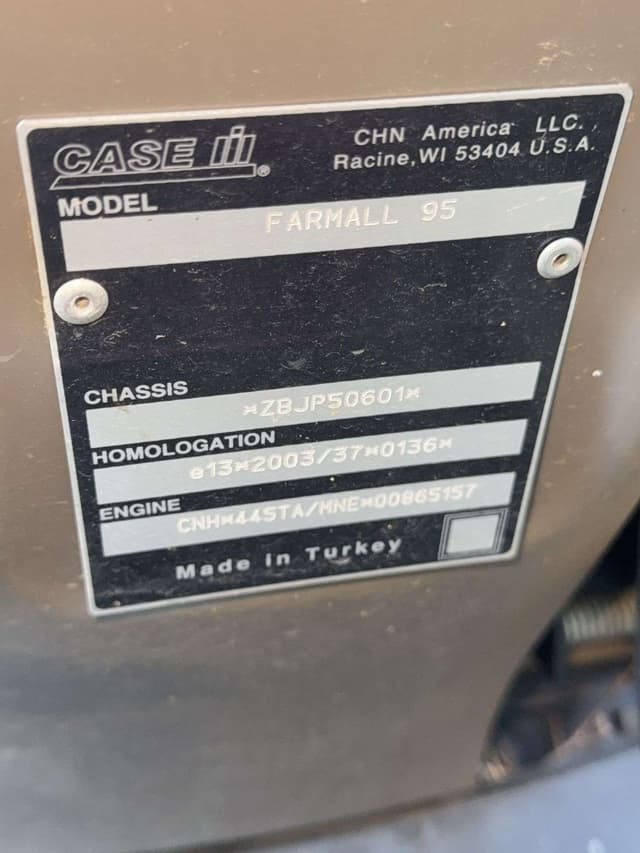 CASE IH®
CHN America LLC.
Racine,WI 53404 U.S.A.
MODEL
FARMALL 95
CHASSIS
*ZBJP50601*
HOMOLOGATION
e13*2003/37*0136*
ENGINE
CNH*445TA/MNE*00865157
Made in Turkey